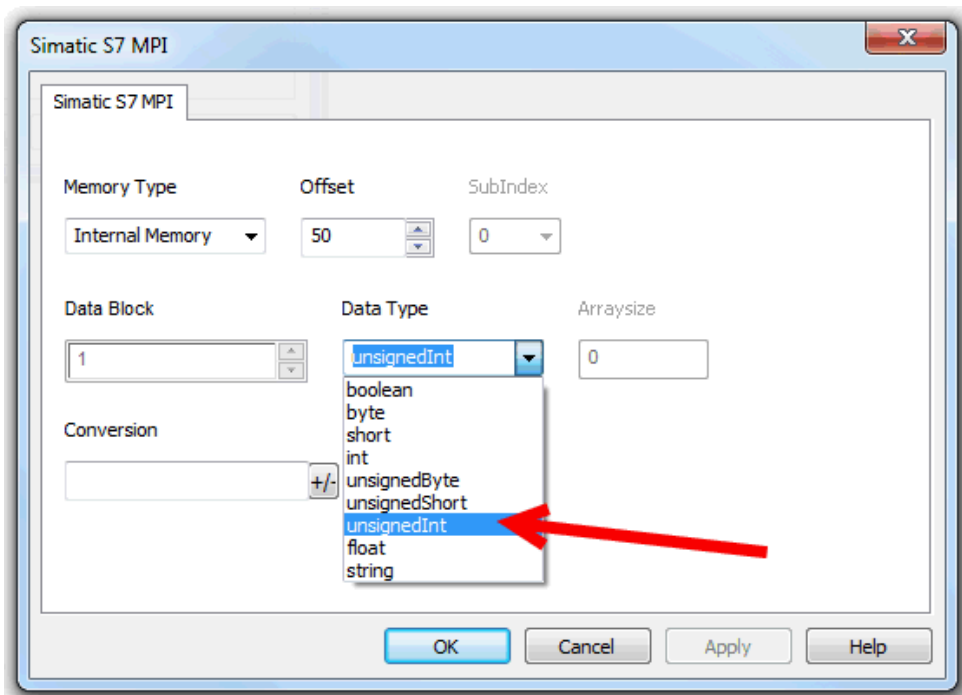 Simatic S7 MPI
Simatic S7 MPI
Memory Type Offset SubIndex
Internal Memory 50 0
Data Block Data Type Arraysize
1 unsignedInt 0
boolean
byte
short
int
unsignedByte
unsignedShort
unsignedInt
float
string
Conversion
+/-
OK Cancel Apply Help